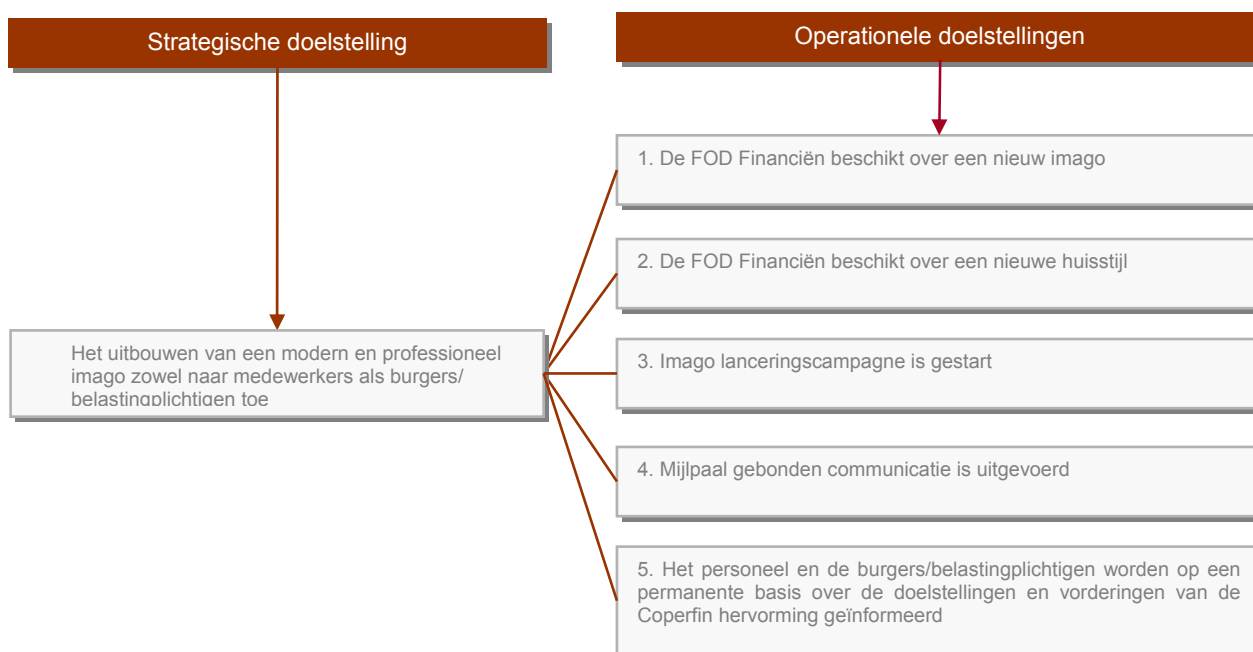 Strategische doelstelling
Operationele doelstellingen
1. De FOD Financiën beschikt over een nieuw imago
2. De FOD Financiën beschikt over een nieuwe huisstijl
Het uitbouwen van een modern en professioneel
imago zowel naar medewerkers als burgers/
belastingplichtigen toe
3. Imago lanceringscampagne is gestart
4. Mijlpaal gebonden communicatie is uitgevoerd
5. Het personeel en de burgers/belastingplichtigen worden op een
permanente basis over de doelstellingen en vorderingen van de
Coperfin hervorming geïnformeerd